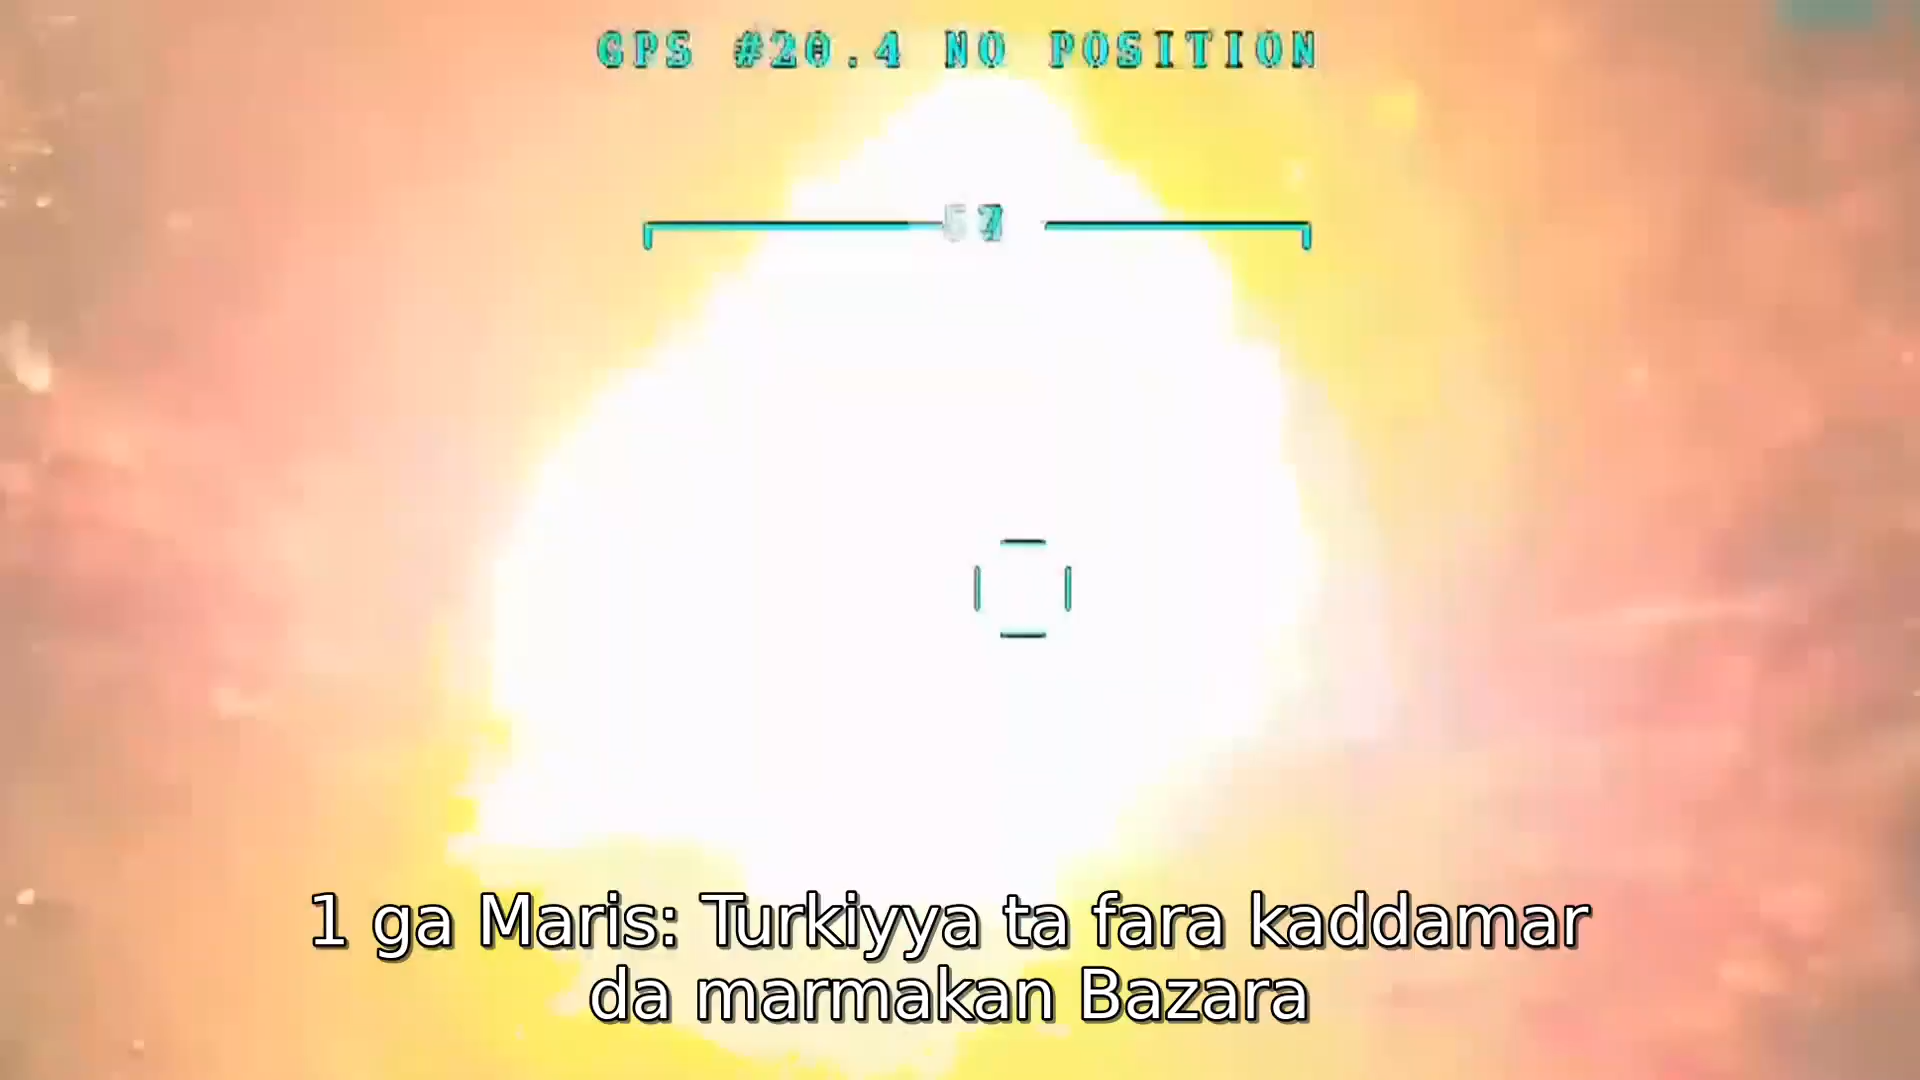 GPS #20.4 NO POSITION
1 ga Maris: Turkiyya ta fara kaddamar
da marmakan Bazara